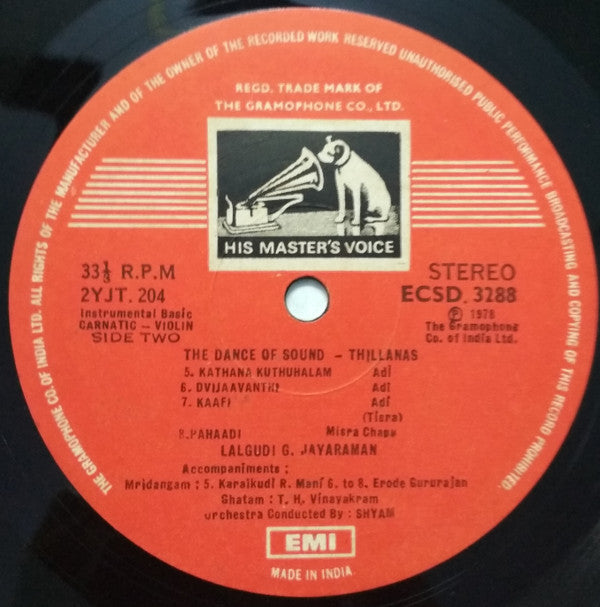 THE GRAMOPHONE CO. OF INDIA LTD. ALL RIGHTS OF THE MANUFACTURER AND OF THE OWNER OF THE RECORDED WORK RESERVED UNAUTHORISED PUBLIC PERFORMANCE BROADCASTING AND COPYING OF THIS RECORD PROHIBITED.
REGD. TRADE MARK OF
THE GRAMOPHONE CO., LTD.
HIS MASTER'S VOICE
33⅓ R.P.M
2YJT. 204
Instrumental Basic
CARNATIC – VIOLIN
SIDE TWO
STEREO
ECSD. 3288
Ⓟ 1978
The Gramophone
Co. of India Ltd.
THE DANCE OF SOUND – THILLANAS
5. KATHANA KUTHUHALAM Adi
6. DVIJAAVANTHI Adi
7. KAAFI Adi
(Tisra)
8. PAHAADI Misra Chapu
LALGUDI G. JAYARAMAN
Accompaniments :
Mridangam : 5. Karaikudi R. Mani 6. to 8. Erode Gururajan
Ghatam : T. H. Vinayakram
Orchestra Conducted By : SHYAM
EMI
MADE IN INDIA.